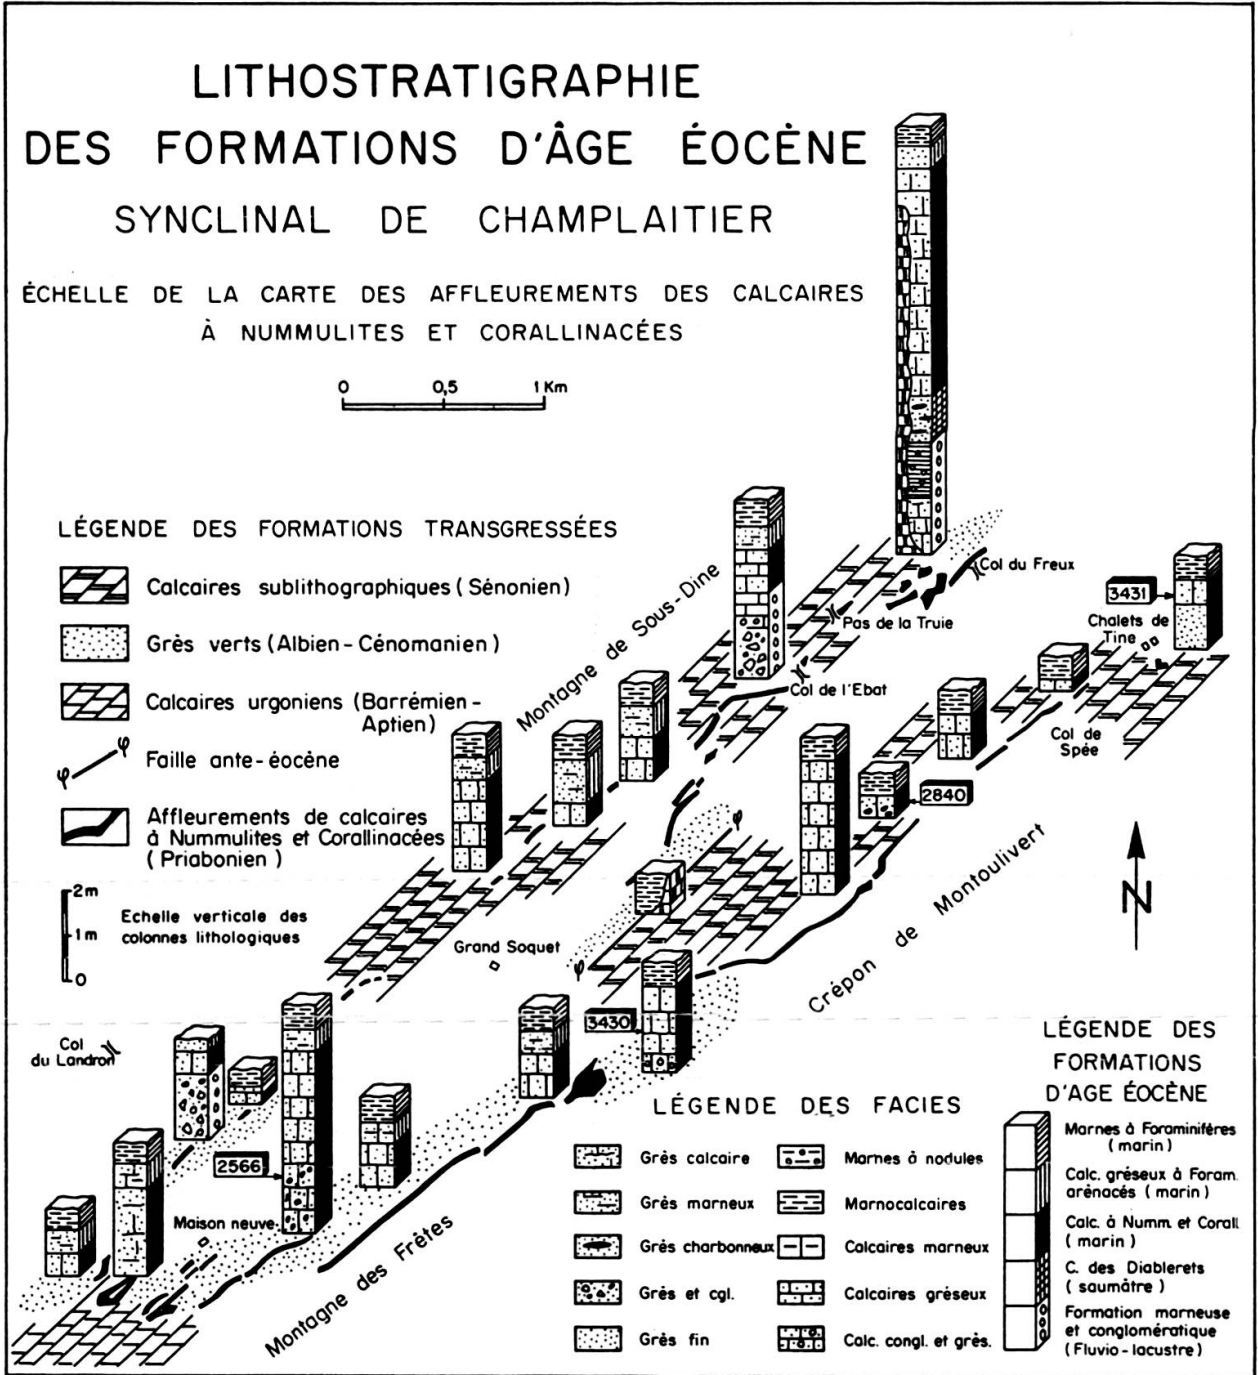 LITHOSTRATIGRAPHIE
DES FORMATIONS D'ÂGE ÉOCÈNE
SYNCLINAL DE CHAMPLAITIER
ÉCHELLE DE LA CARTE DES AFFLEUREMENTS DES CALCAIRES
À NUMMULITES ET CORALLINACÉES
0 0,5 1 Km
LÉGENDE DES FORMATIONS TRANSGRESSÉES
Calcaires sublithographiques (Sénonien)
Grès verts (Albien-Cénomanien)
Calcaires urgoniens (Barrémien-
Aptien)
φ φ
Faille ante-éocène
Affleurements de calcaires
à Nummulites et Corallinacées
(Priabonien)
2m
1m
0
Echelle verticale des
colonnes lithologiques
Montagne de Sous-Dine
Col du Freux
Pas de la Truie
Col de l'Ebat
3431
Chalets de
Tine
Col de
Spée
2840
φ
Grand Soquet
φ
3430
Crépon de Montoulivert
N
Col
du Landron
2566
Maison neuve
Montagne des Frêtes
LÉGENDE DES FACIES
Grès calcaire
Grès marneux
Grès charbonneux
Grès et cgl.
Grès fin
Marnes à nodules
Marnocalcaires
Calcaires marneux
Calcaires gréseux
Calc. congl. et grès.
LÉGENDE DES
FORMATIONS
D'AGE ÉOCÈNE
Marnes à Foraminifères
(marin)
Calc. gréseux à Foram.
arénacés (marin)
Calc. à Numm. et Corall.
(marin)
C. des Diablerets
(saumâtre)
Formation marneuse
et conglomératique
(Fluvio-lacustre)